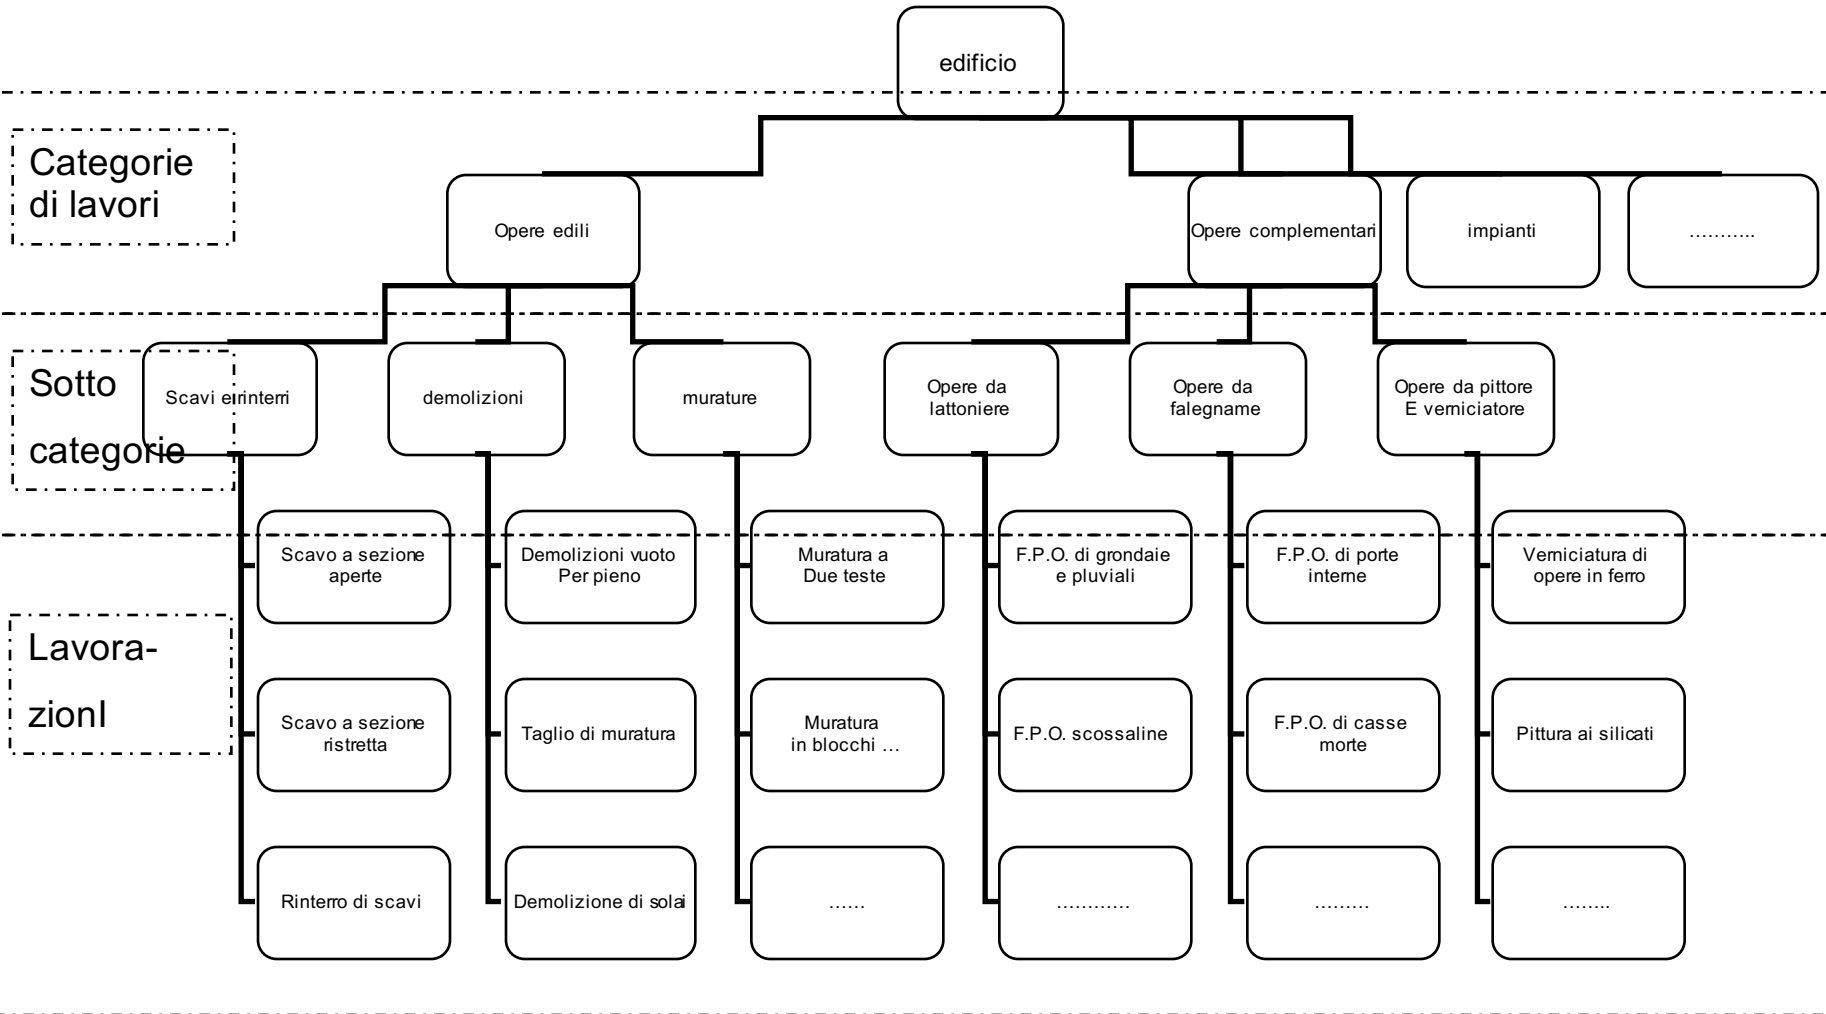 edificio
Categorie
di lavori
Opere edili
Opere complementari
impianti
………..
Sotto
categorie
Scavi e rinterri
demolizioni
murature
Opere da
lattoniere
Opere da
falegname
Opere da pittore
E verniciatore
Lavora-
zionI
Scavo a sezione
aperte
Demolizioni vuoto
Per pieno
Muratura a
Due teste
F.P.O. di grondaie
e pluviali
F.P.O. di porte
interne
Verniciatura di
opere in ferro
Scavo a sezione
ristretta
Taglio di muratura
Muratura
in blocchi …
F.P.O. scossaline
F.P.O. di casse
morte
Pittura ai silicati
Rinterro di scavi
Demolizione di solai
……
…………
………
……..